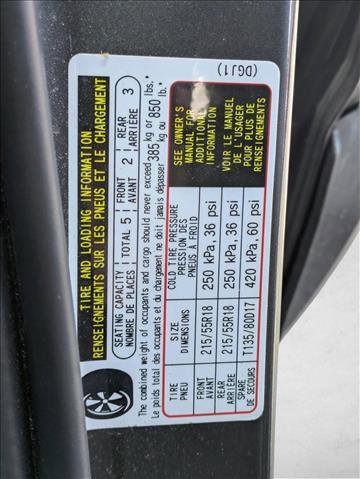 TIRE AND LOADING INFORMATION
RENSEIGNEMENTS SUR LES PNEUS ET LE CHARGEMENT
SEATING CAPACITY
NOMBRE DE PLACES
TOTAL 5
FRONT
AVANT
2
REAR
ARRIÈRE
3
The combined weight of occupants and cargo should never exceed
Le poids total des occupants et du chargement ne doit jamais dépasser
385 kg or
kg ou
850 lbs.*
lb.*
TIRE
PNEU
SIZE
DIMENSIONS
COLD TIRE PRESSURE
PRESSION DES
PNEUS À FROID
FRONT
AVANT
215/55R18
250 kPa, 36 psi
REAR
ARRIÈRE
215/55R18
250 kPa, 36 psi
SPARE
DE SECOURS
T135/80D17
420 kPa, 60 psi
SEE OWNER'S
MANUAL FOR
ADDITIONAL
INFORMATION
VOIR LE MANUEL
DE L'USAGER
POUR PLUS DE
RENSEIGNEMENTS
(DGJ1)